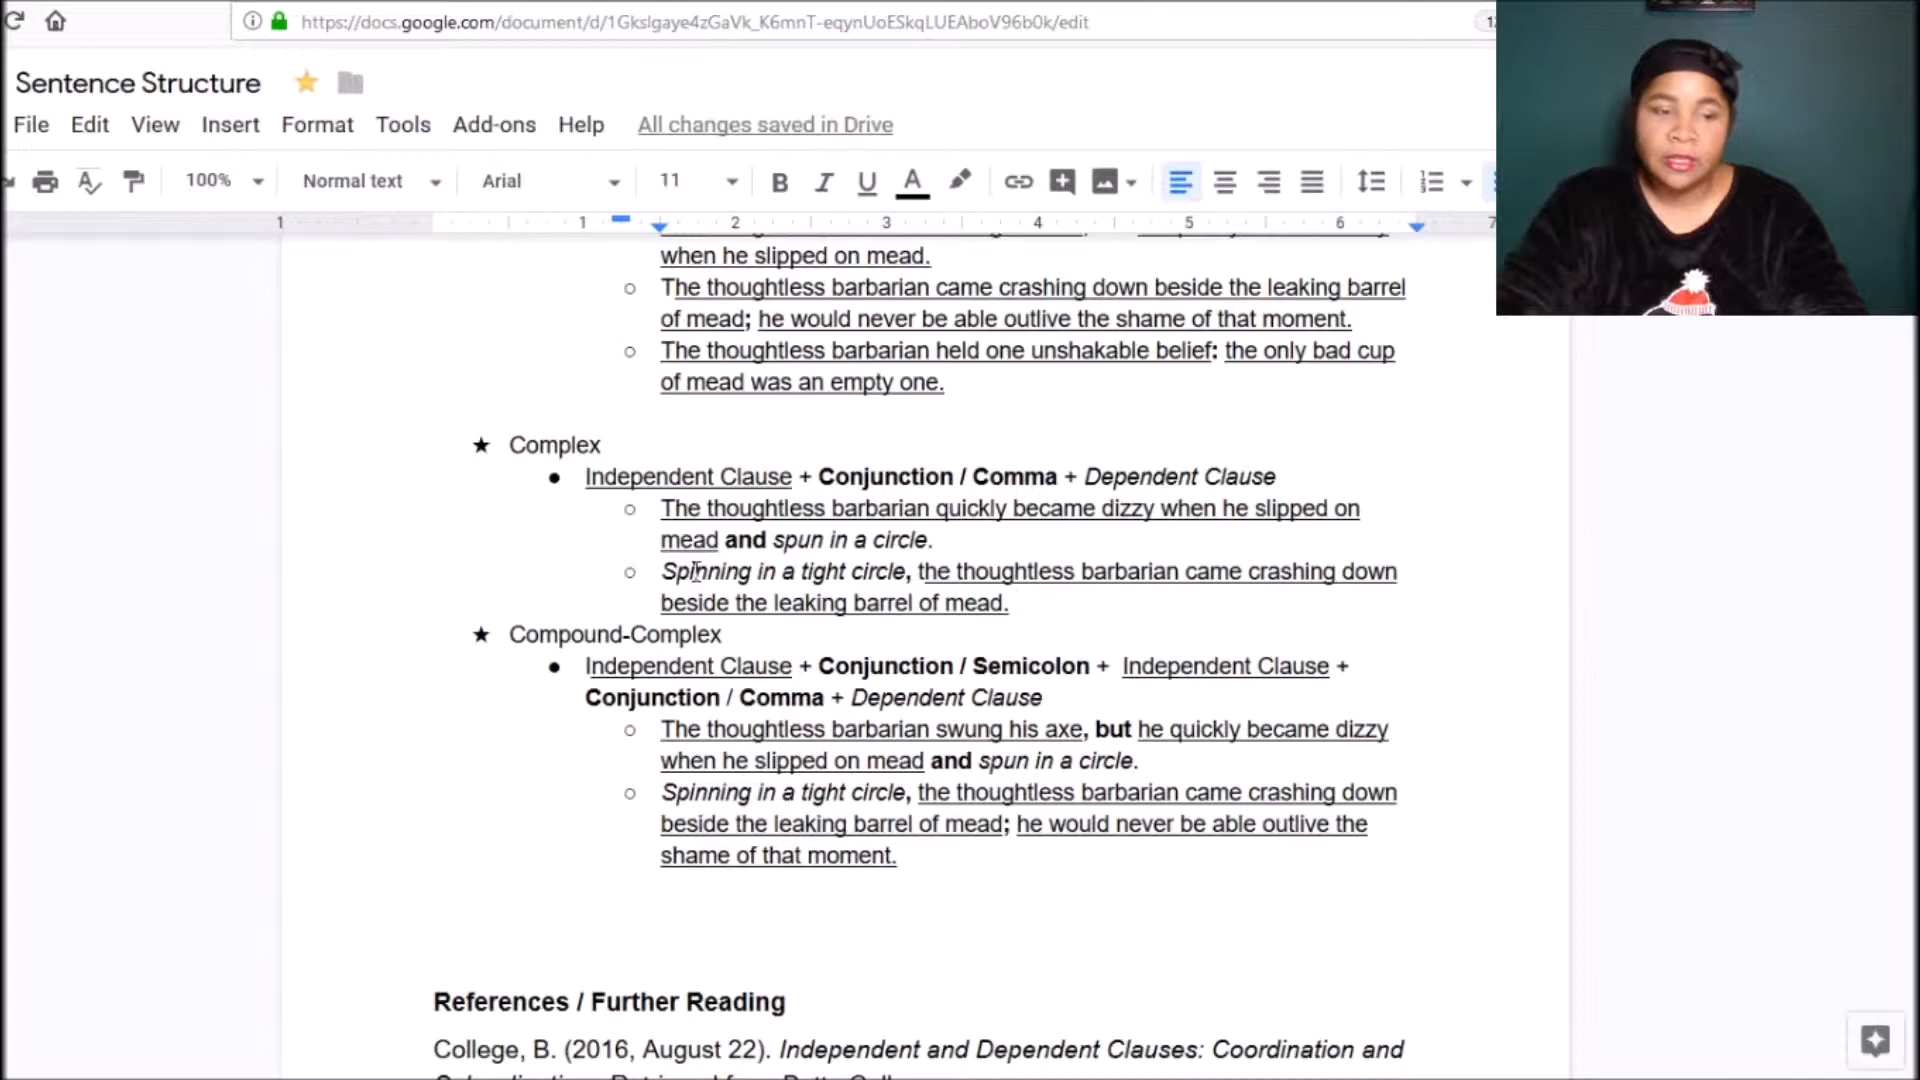 https://docs.google.com/document/d/1Gkslgaye4zGaVk_K6mnT-eqynUoESkqLUEAboV96b0k/edit
Sentence Structure
File Edit View Insert Format Tools Add-ons Help All changes saved in Drive
100% Normal text Arial 11 B I U A
1 1 2 3 4 5 6 7
when he slipped on mead.
○ The thoughtless barbarian came crashing down beside the leaking barrel
of mead; he would never be able outlive the shame of that moment.
○ The thoughtless barbarian held one unshakable belief: the only bad cup
of mead was an empty one.
★ Complex
● Independent Clause + Conjunction / Comma + Dependent Clause
○ The thoughtless barbarian quickly became dizzy when he slipped on
mead and spun in a circle.
○ Spinning in a tight circle, the thoughtless barbarian came crashing down
beside the leaking barrel of mead.
★ Compound-Complex
● Independent Clause + Conjunction / Semicolon + Independent Clause +
Conjunction / Comma + Dependent Clause
○ The thoughtless barbarian swung his axe, but he quickly became dizzy
when he slipped on mead and spun in a circle.
○ Spinning in a tight circle, the thoughtless barbarian came crashing down
beside the leaking barrel of mead; he would never be able outlive the
shame of that moment.
References / Further Reading
College, B. (2016, August 22). Independent and Dependent Clauses: Coordination and